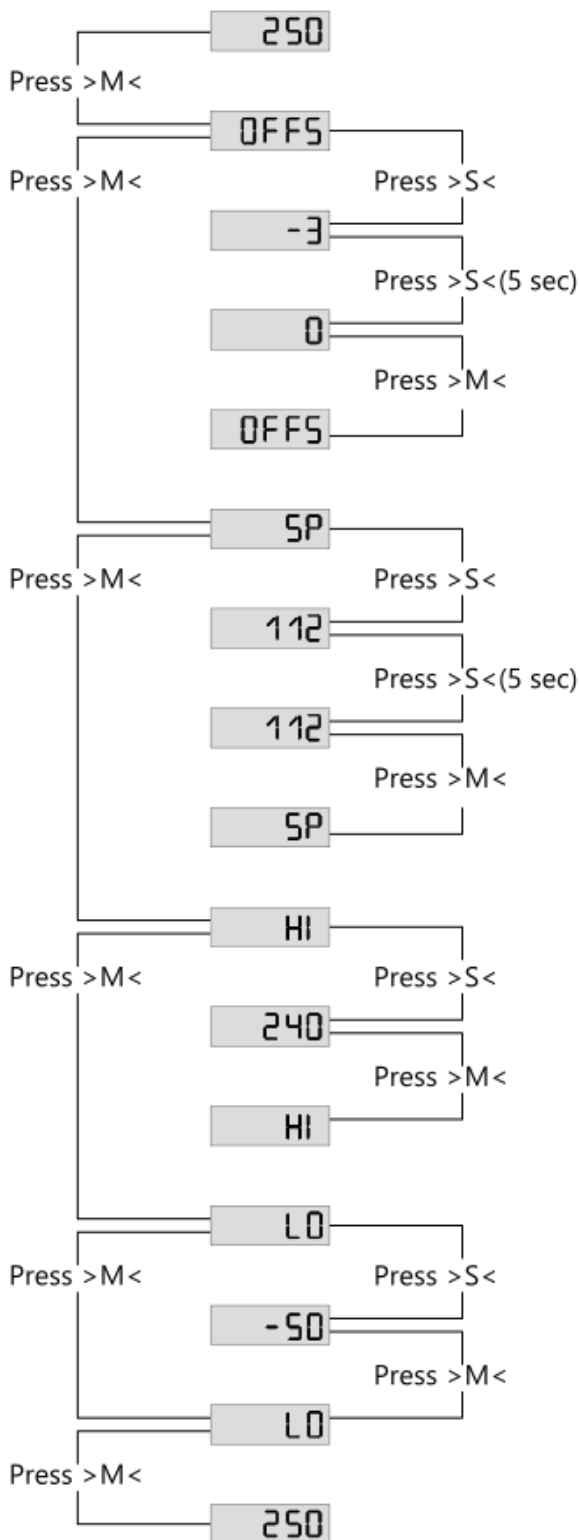 250
Press >M<
OFFS
Press >M<
Press >S<
-3
Press >S<(5 sec)
0
Press >M<
OFFS
SP
Press >M<
Press >S<
112
Press >S<(5 sec)
112
Press >M<
SP
HI
Press >M<
Press >S<
240
Press >M<
HI
LO
Press >M<
Press >S<
-50
Press >M<
LO
Press >M<
250